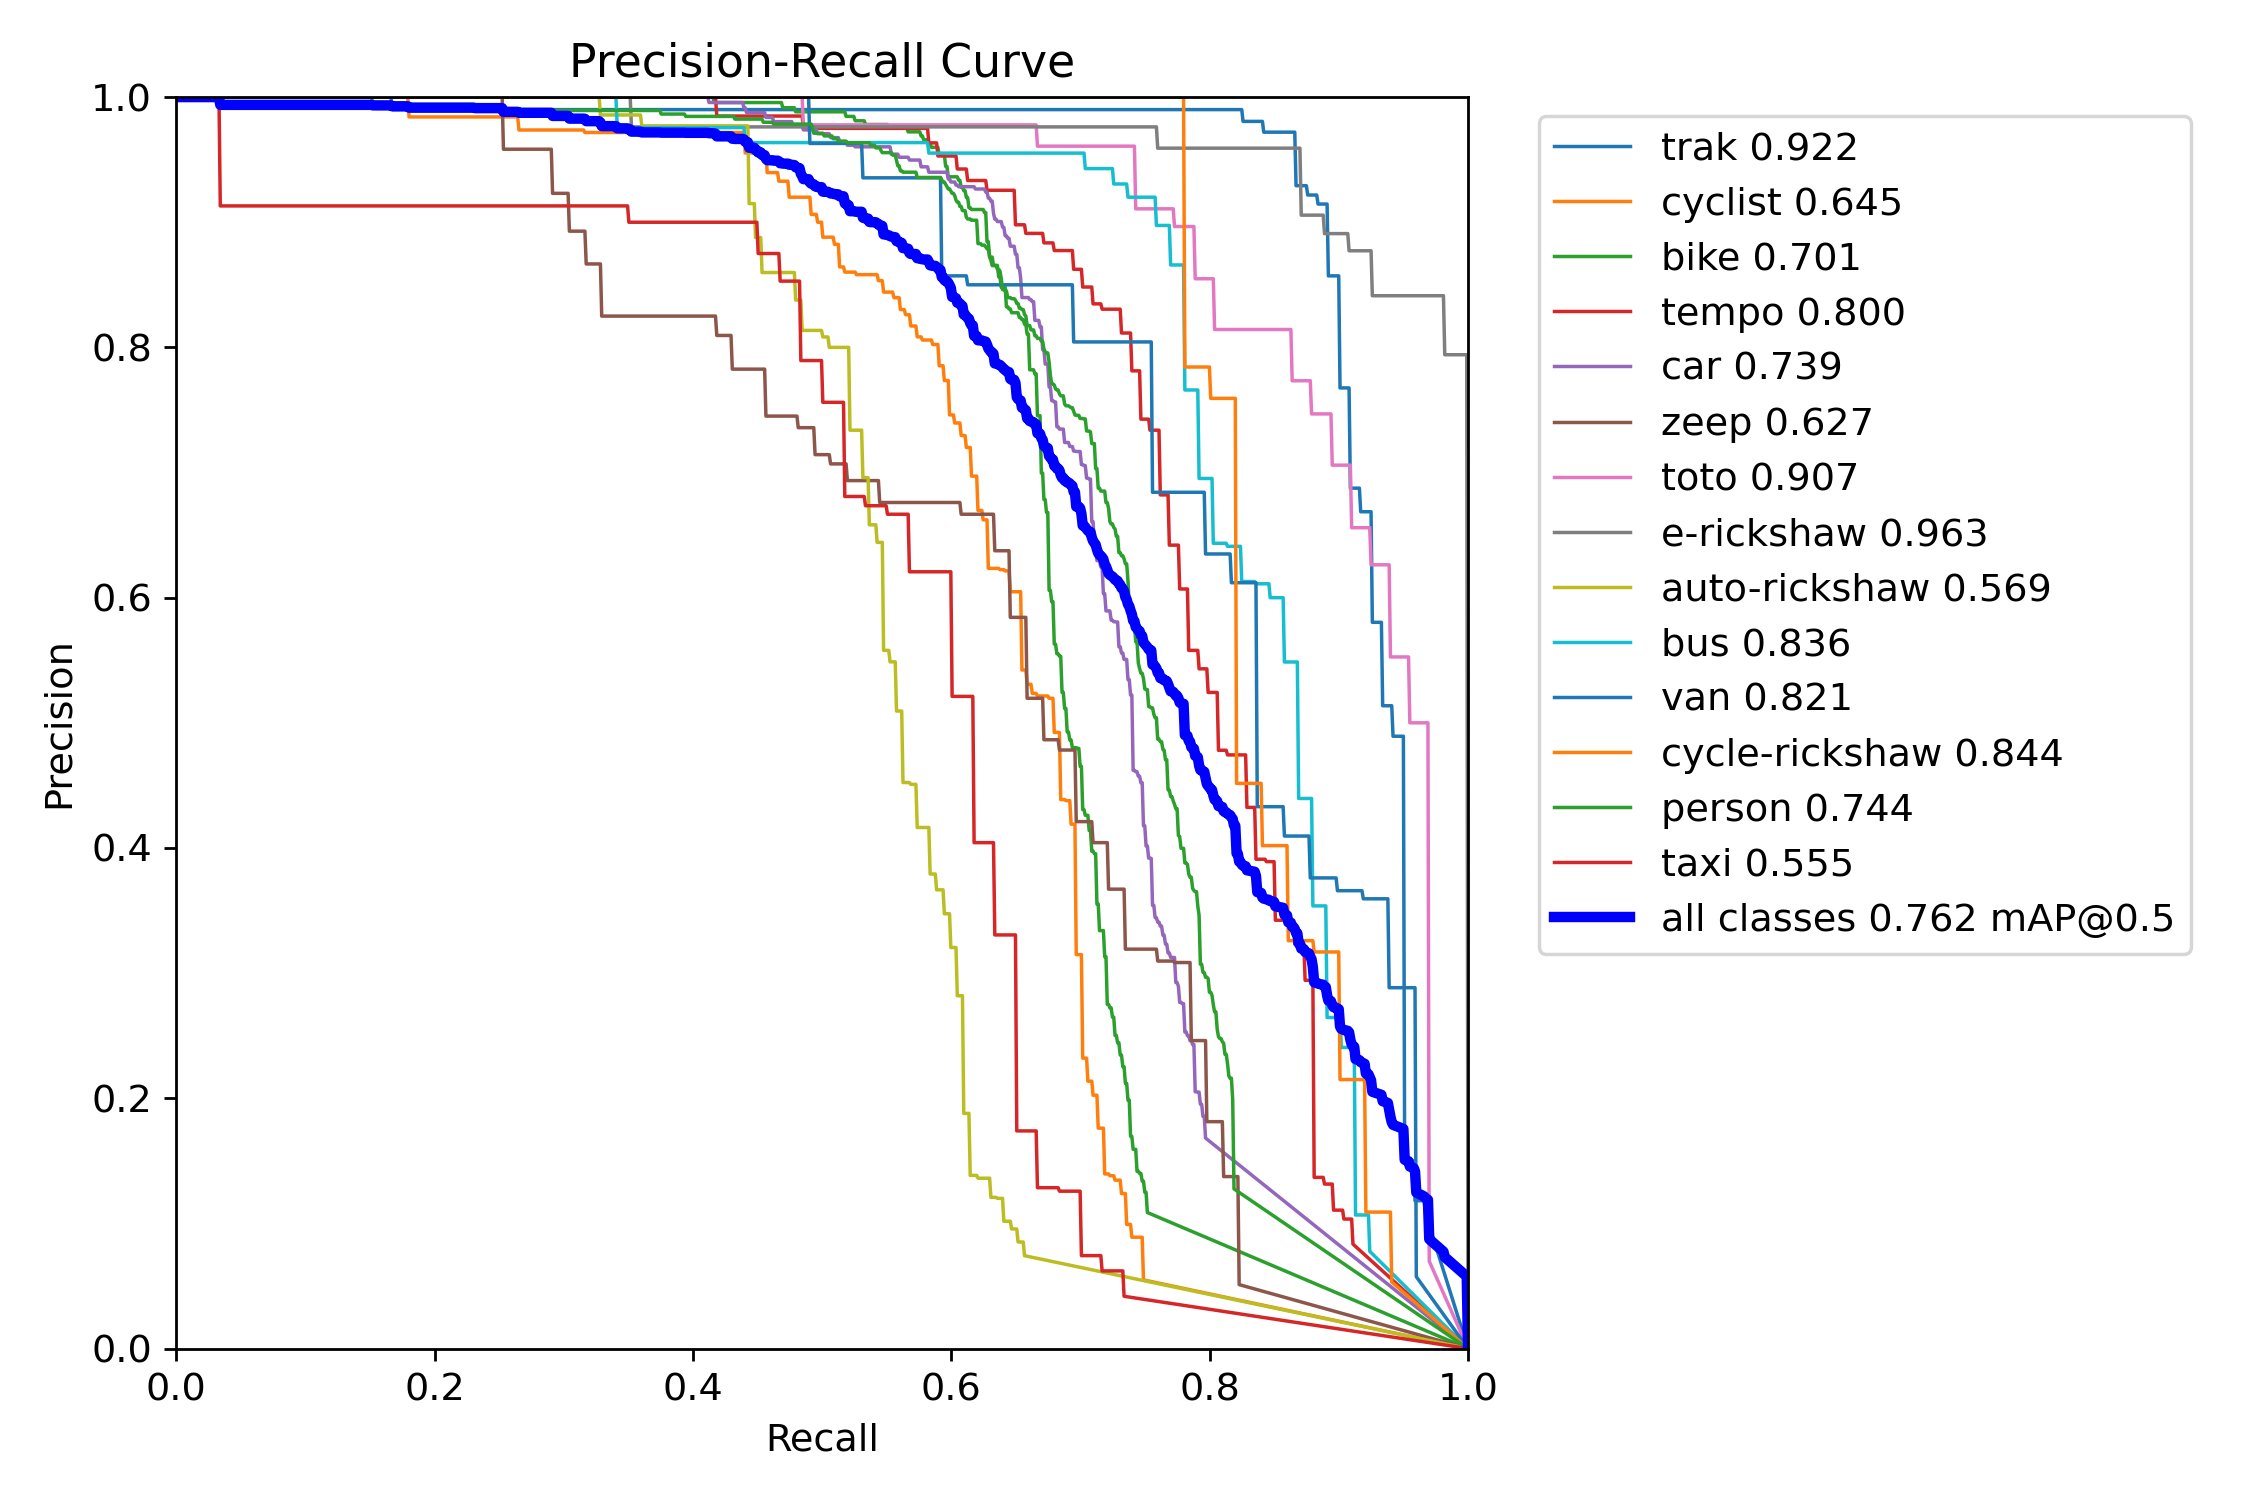 Precision-Recall Curve
1.0
0.8
0.6
0.4
0.2
0.0
Precision
0.0 0.2 0.4 0.6 0.8 1.0
Recall
trak 0.922
cyclist 0.645
bike 0.701
tempo 0.800
car 0.739
zeep 0.627
toto 0.907
e-rickshaw 0.963
auto-rickshaw 0.569
bus 0.836
van 0.821
cycle-rickshaw 0.844
person 0.744
taxi 0.555
all classes 0.762 mAP@0.5